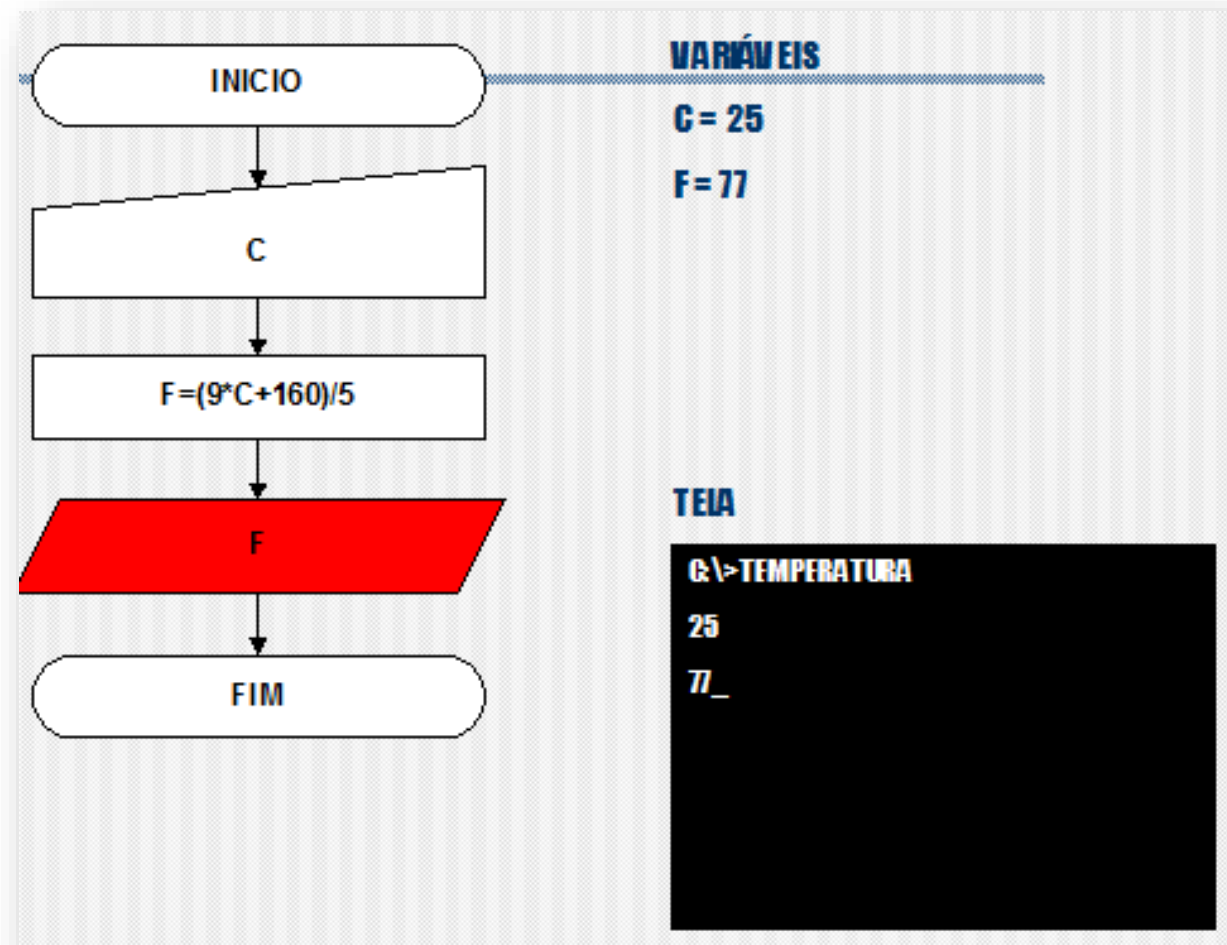 INICIO
C
F=(9*C+160)/5
F
FIM
VARIÁVEIS
C = 25
F = 77
TELA
C:\>TEMPERATURA
25
77_